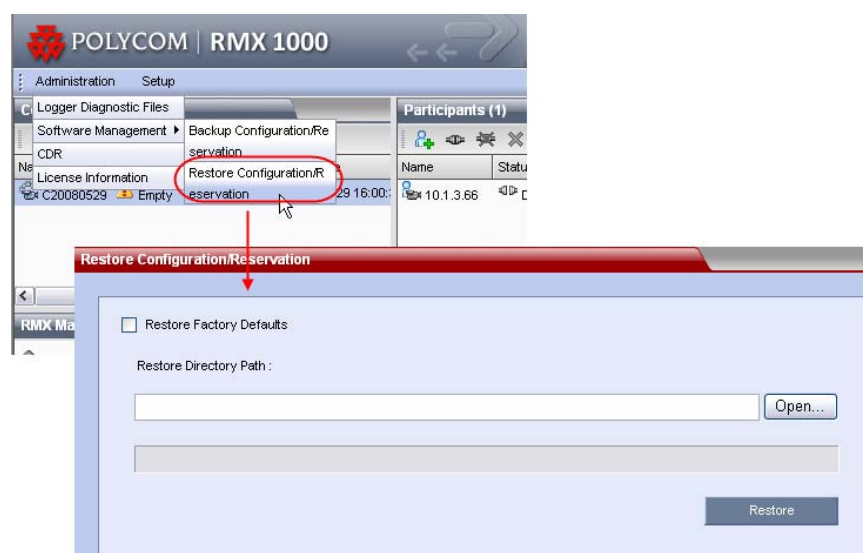 POLYCOM | RMX 1000
Administration Setup
Logger Diagnostic Files
Participants (1)
Software Management
Backup Configuration/Re
servation
CDR
License Information
Restore Configuration/R
eservation
Name Statu
C20080529 Empty
29 16:00:
10.1.3.66
Restore Configuration/Reservation
RMX Ma
Restore Factory Defaults
Restore Directory Path :
Open...
Restore